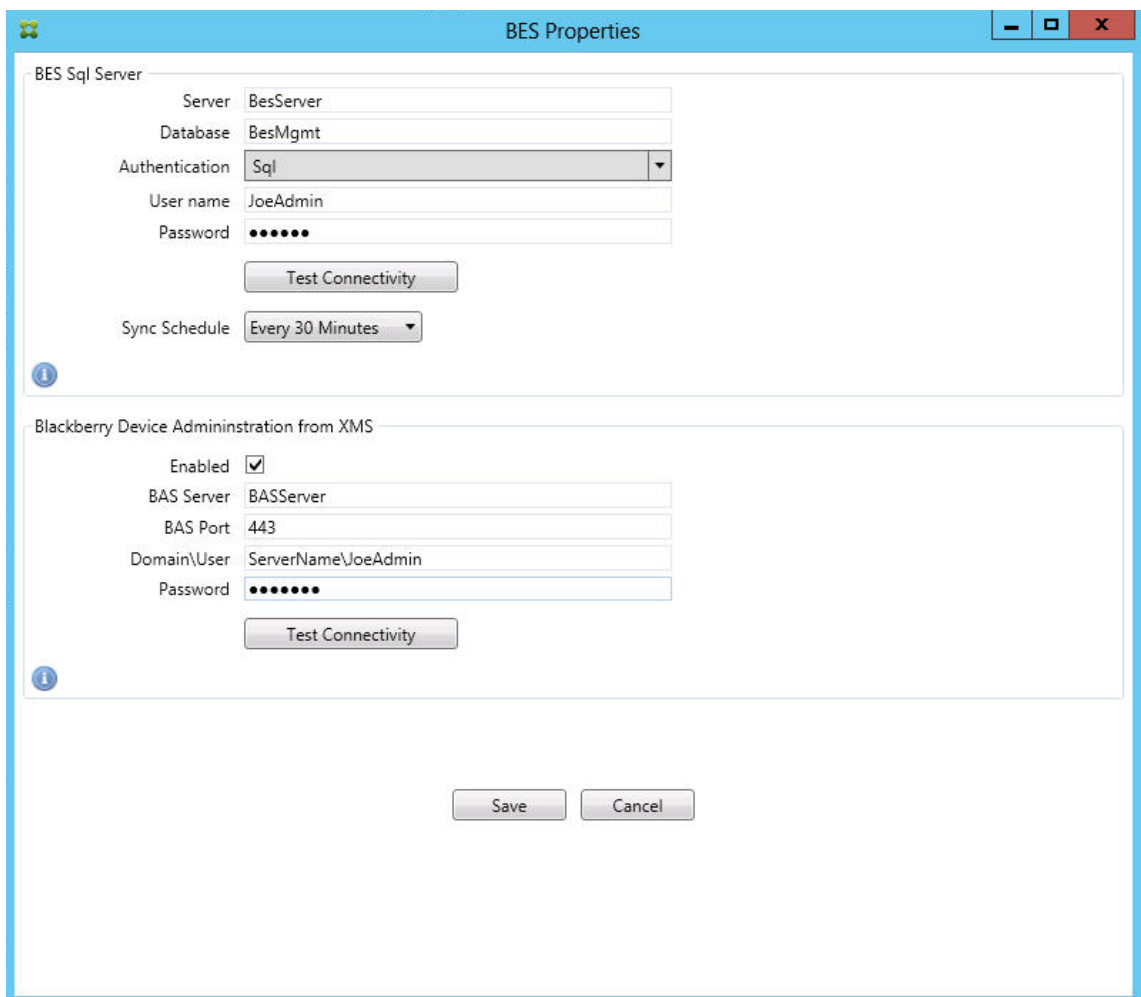 BES Properties
BES Sql Server
Server BesServer
Database BesMgmt
Authentication Sql
User name JoeAdmin
Password ••••••
Test Connectivity
Sync Schedule Every 30 Minutes
Blackberry Device Admininstration from XMS
Enabled
BAS Server BASServer
BAS Port 443
Domain\User ServerName\JoeAdmin
Password •••••••
Test Connectivity
Save Cancel